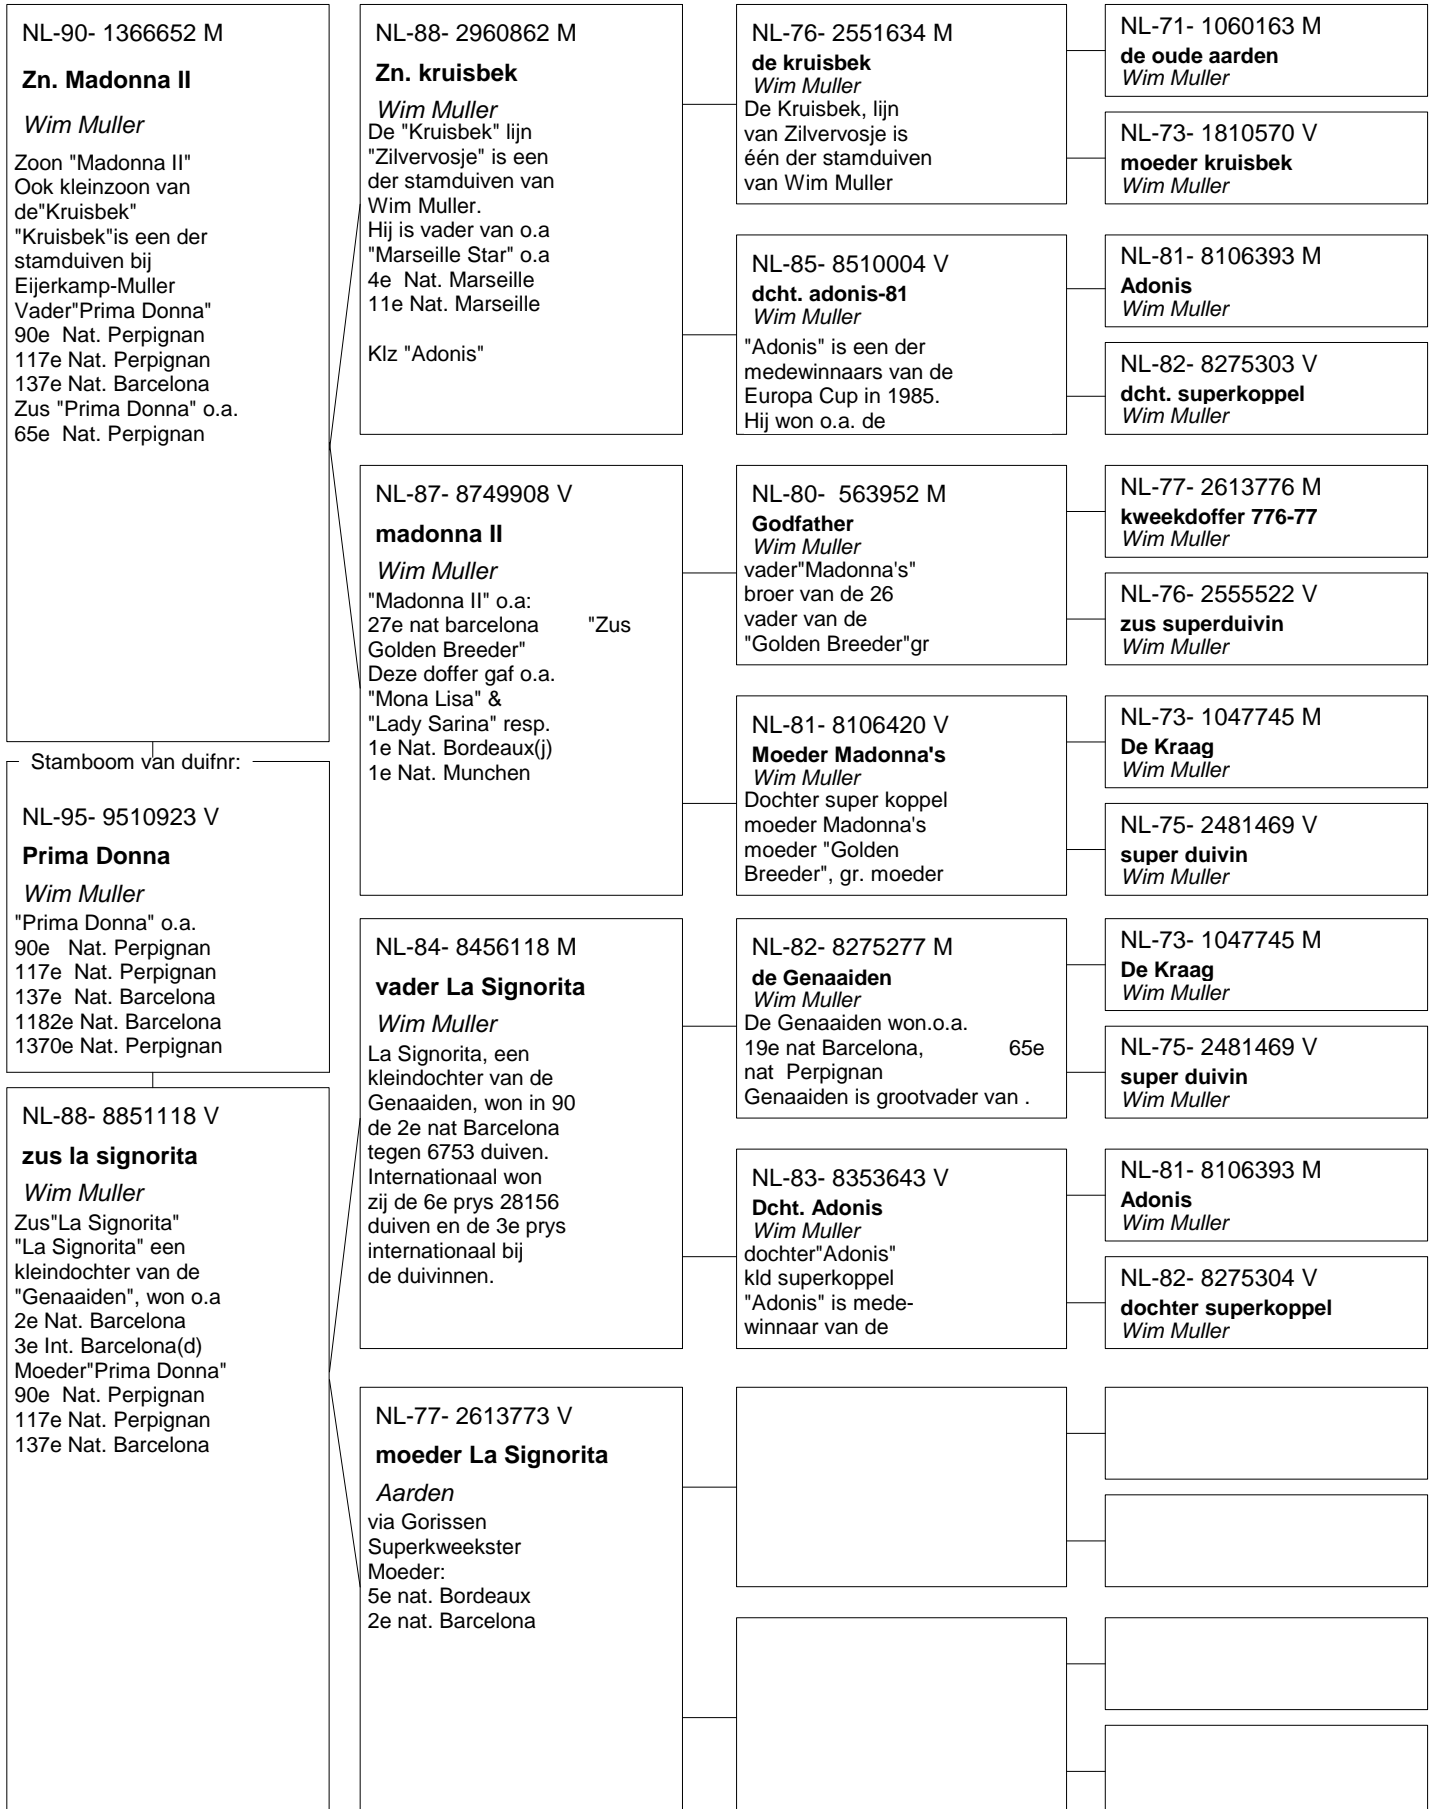 NL-90- 1366652 M
Zn. Madonna II
Wim Muller
Zoon "Madonna II"
Ook kleinzoon van
de"Kruisbek"
"Kruisbek"is een der
stamduiven bij
Eijerkamp-Muller
Vader"Prima Donna"
90e  Nat. Perpignan
117e Nat. Perpignan
137e Nat. Barcelona
Zus "Prima Donna" o.a.
65e  Nat. Perpignan
Stamboom van duifnr:
NL-95- 9510923 V
Prima Donna
Wim Muller
"Prima Donna" o.a.
90e   Nat. Perpignan
117e  Nat. Perpignan
137e  Nat. Barcelona
1182e Nat. Barcelona
1370e Nat. Perpignan
NL-88- 8851118 V
zus la signorita
Wim Muller
Zus"La Signorita"
"La Signorita" een
kleindochter van de
"Genaaiden", won o.a
2e Nat. Barcelona
3e Int. Barcelona(d)
Moeder"Prima Donna"
90e  Nat. Perpignan
117e Nat. Perpignan
137e Nat. Barcelona
NL-88- 2960862 M
Zn. kruisbek
Wim Muller
De "Kruisbek" lijn
"Zilvervosje" is een
der stamduiven van
Wim Muller.
Hij is vader van o.a
"Marseille Star" o.a
4e  Nat. Marseille
11e Nat. Marseille
Klz "Adonis"
NL-87- 8749908 V
madonna II
Wim Muller
"Madonna II" o.a:
27e nat barcelona        "Zus
Golden Breeder"
Deze doffer gaf o.a.
"Mona Lisa" &
"Lady Sarina" resp.
1e Nat. Bordeaux(j)
1e Nat. Munchen
NL-84- 8456118 M
vader La Signorita
Wim Muller
La Signorita, een
kleindochter van de
Genaaiden, won in 90
de 2e nat Barcelona
tegen 6753 duiven.
Internationaal won
zij de 6e prys 28156
duiven en de 3e prys
internationaal bij
de duivinnen.
NL-77- 2613773 V
moeder La Signorita
Aarden
via Gorissen
Superkweekster
Moeder:
5e nat. Bordeaux
2e nat. Barcelona
NL-76- 2551634 M
de kruisbek
Wim Muller
De Kruisbek, lijn
van Zilvervosje is
één der stamduiven
van Wim Muller
NL-85- 8510004 V
dcht. adonis-81
Wim Muller
"Adonis" is een der
medewinnaars van de
Europa Cup in 1985.
Hij won o.a. de
NL-80-  563952 M
Godfather
Wim Muller
vader"Madonna's"
broer van de 26
vader van de
"Golden Breeder"gr
NL-81- 8106420 V
Moeder Madonna's
Wim Muller
Dochter super koppel
moeder Madonna's
moeder "Golden
Breeder", gr. moeder
NL-82- 8275277 M
de Genaaiden
Wim Muller
De Genaaiden won.o.a.
19e nat Barcelona,          65e
nat  Perpignan
Genaaiden is grootvader van .
NL-83- 8353643 V
Dcht. Adonis
Wim Muller
dochter"Adonis"
kld superkoppel
"Adonis" is mede-
winnaar van de
NL-71- 1060163 M
de oude aarden
Wim Muller
NL-73- 1810570 V
moeder kruisbek
Wim Muller
NL-81- 8106393 M
Adonis
Wim Muller
NL-82- 8275303 V
dcht. superkoppel
Wim Muller
NL-77- 2613776 M
kweekdoffer 776-77
Wim Muller
NL-76- 2555522 V
zus superduivin
Wim Muller
NL-73- 1047745 M
De Kraag
Wim Muller
NL-75- 2481469 V
super duivin
Wim Muller
NL-73- 1047745 M
De Kraag
Wim Muller
NL-75- 2481469 V
super duivin
Wim Muller
NL-81- 8106393 M
Adonis
Wim Muller
NL-82- 8275304 V
dochter superkoppel
Wim Muller